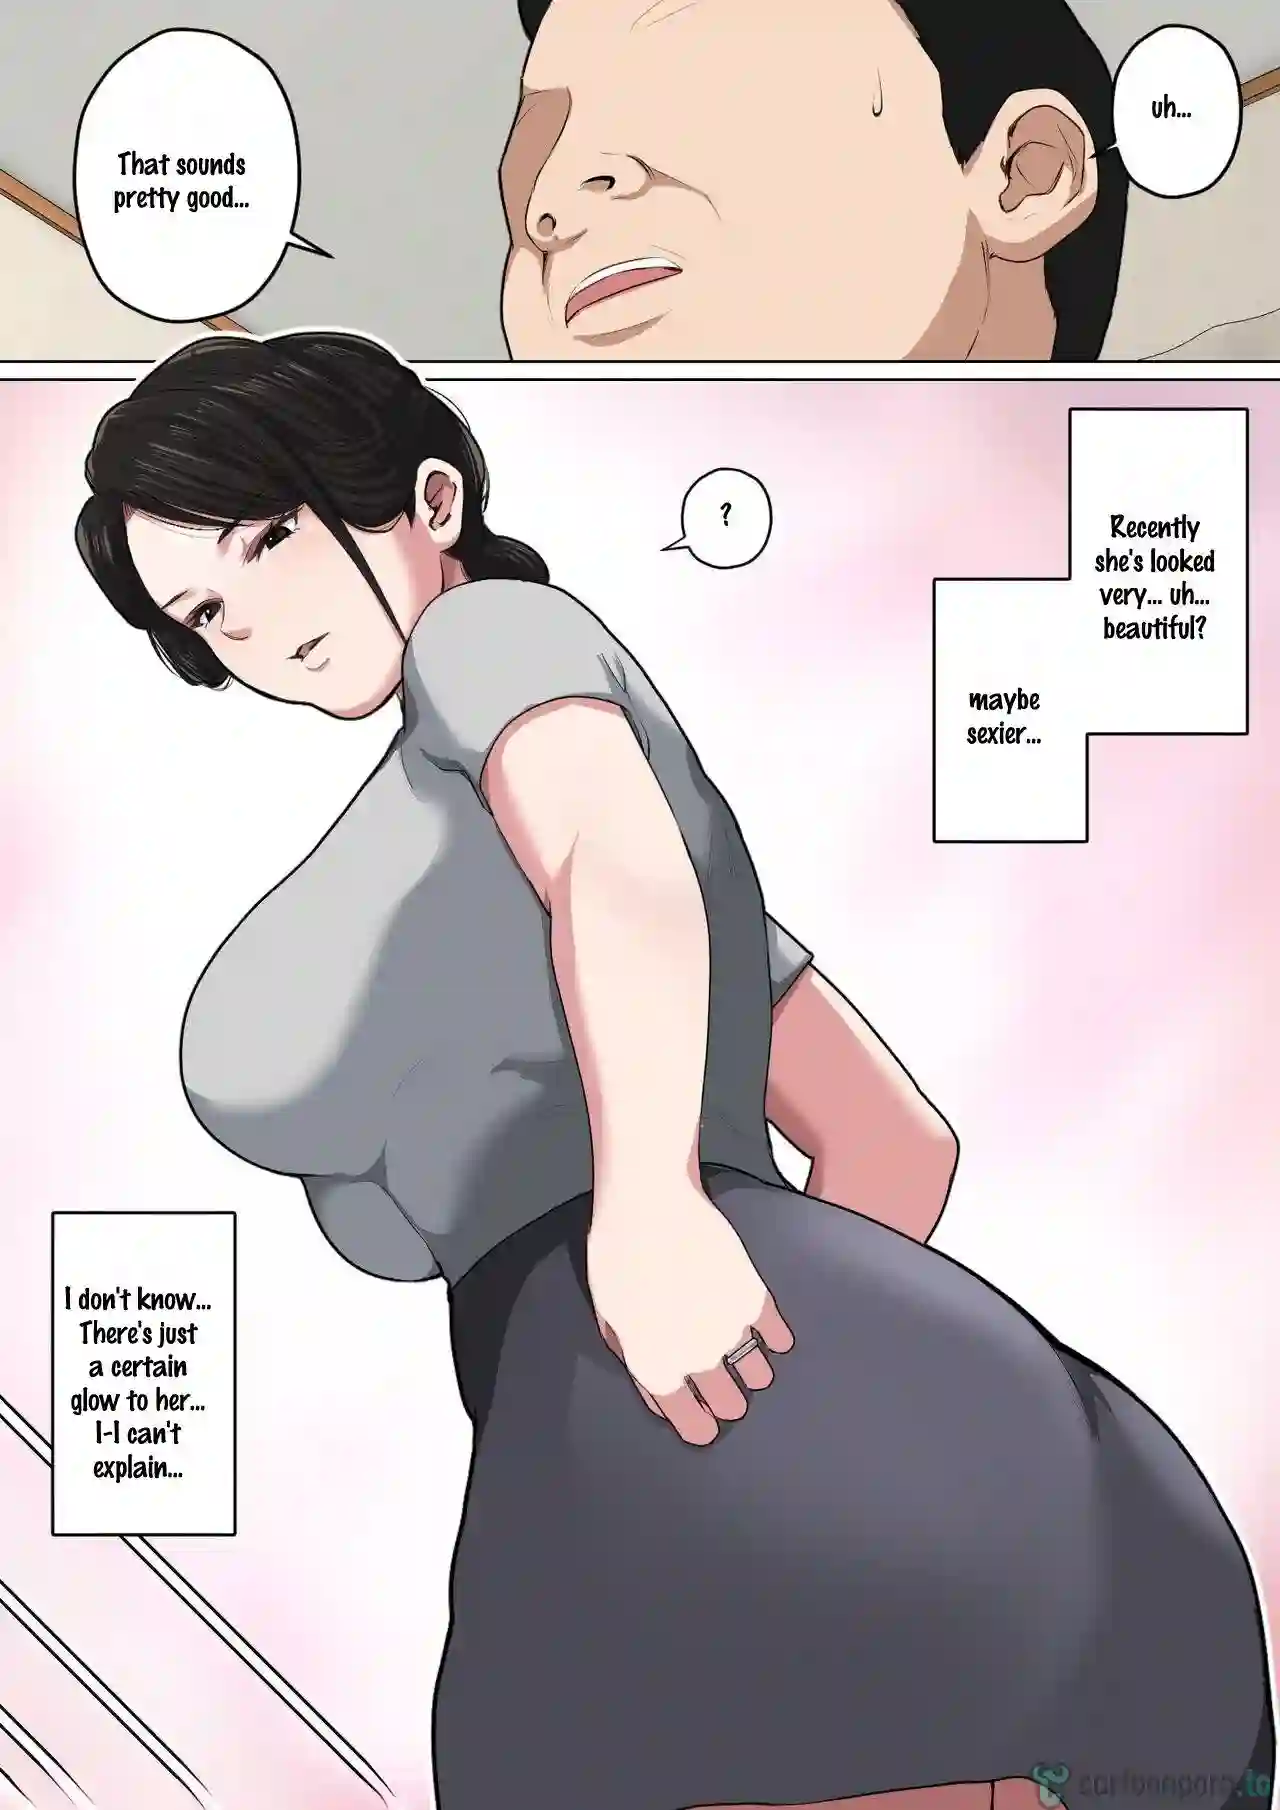 uh...
That sounds
pretty good...
?
Recently
she's looked
very... uh...
beautiful?
maybe
sexier...
I don't know...
There's just
a certain
glow to her...
I-I can't
explain...